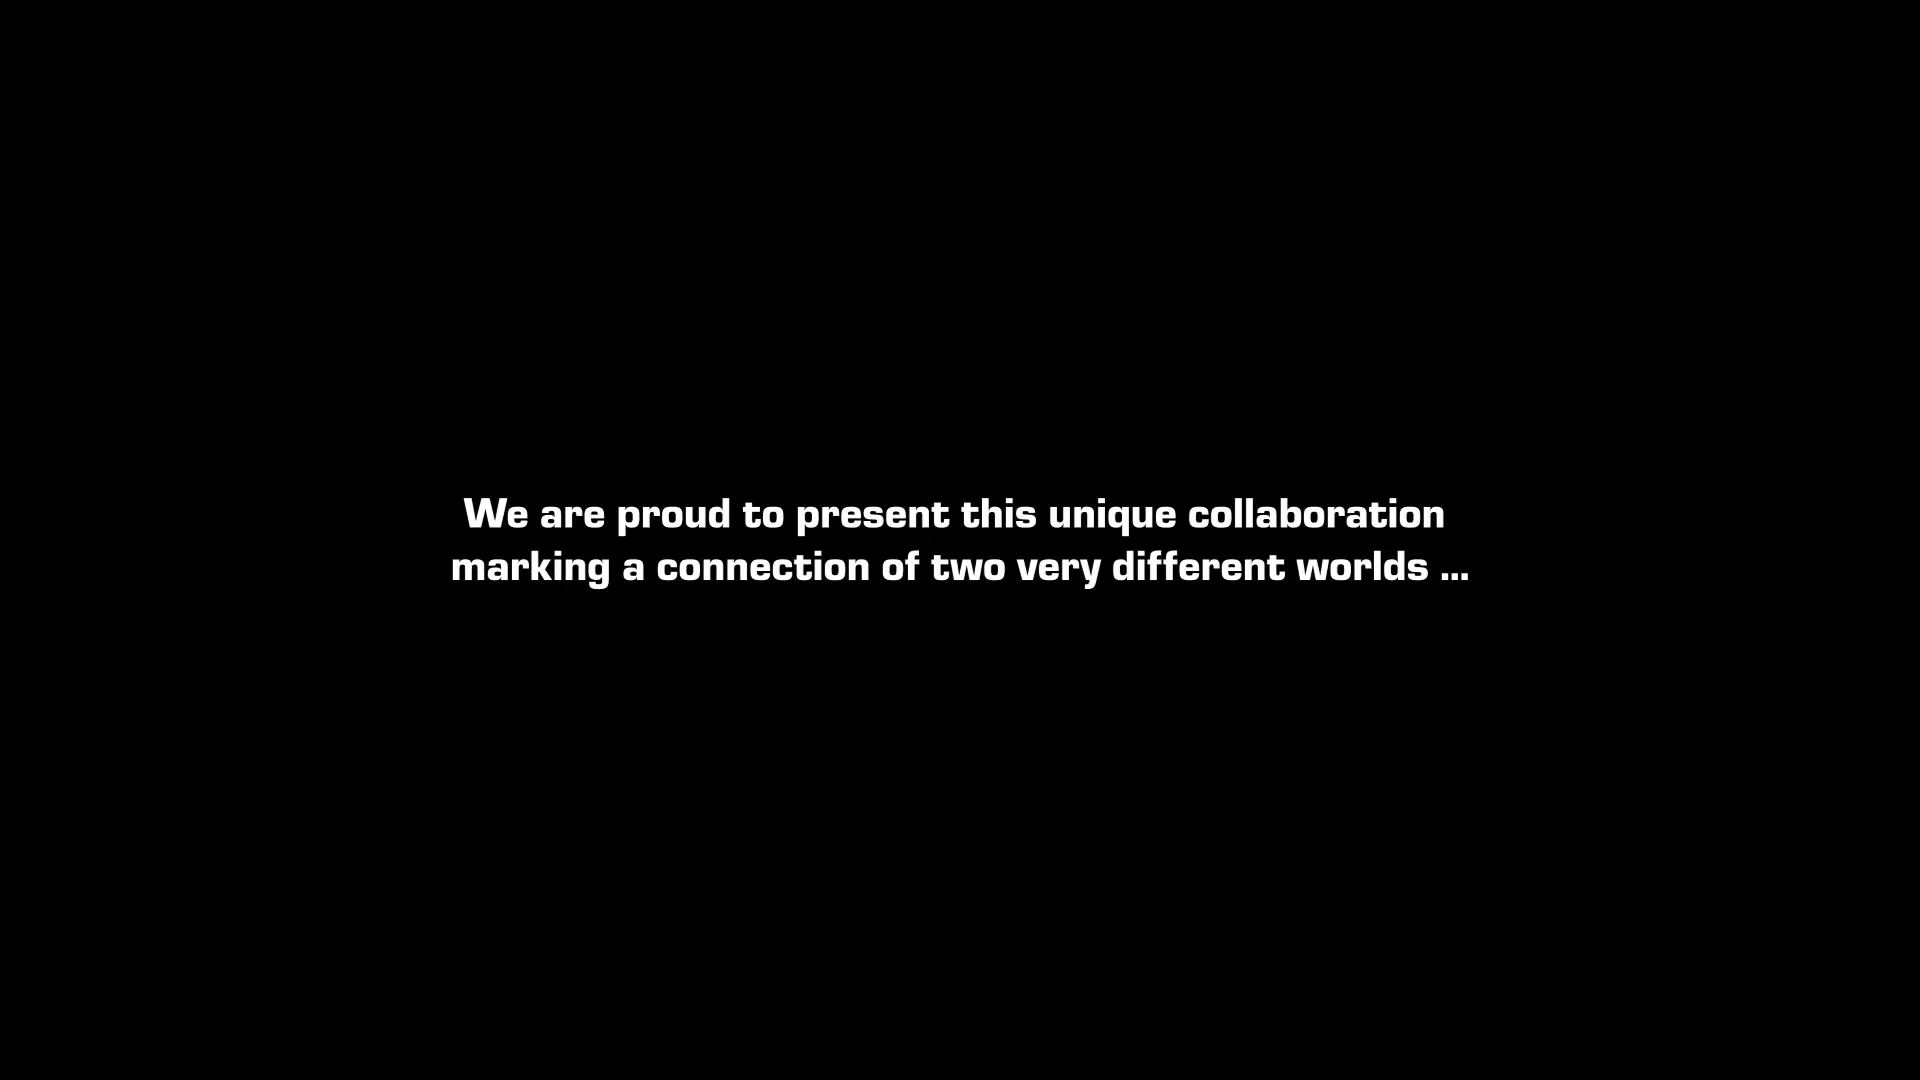 We are proud to present this unique collaboration
marking a connection of two very different worlds ...